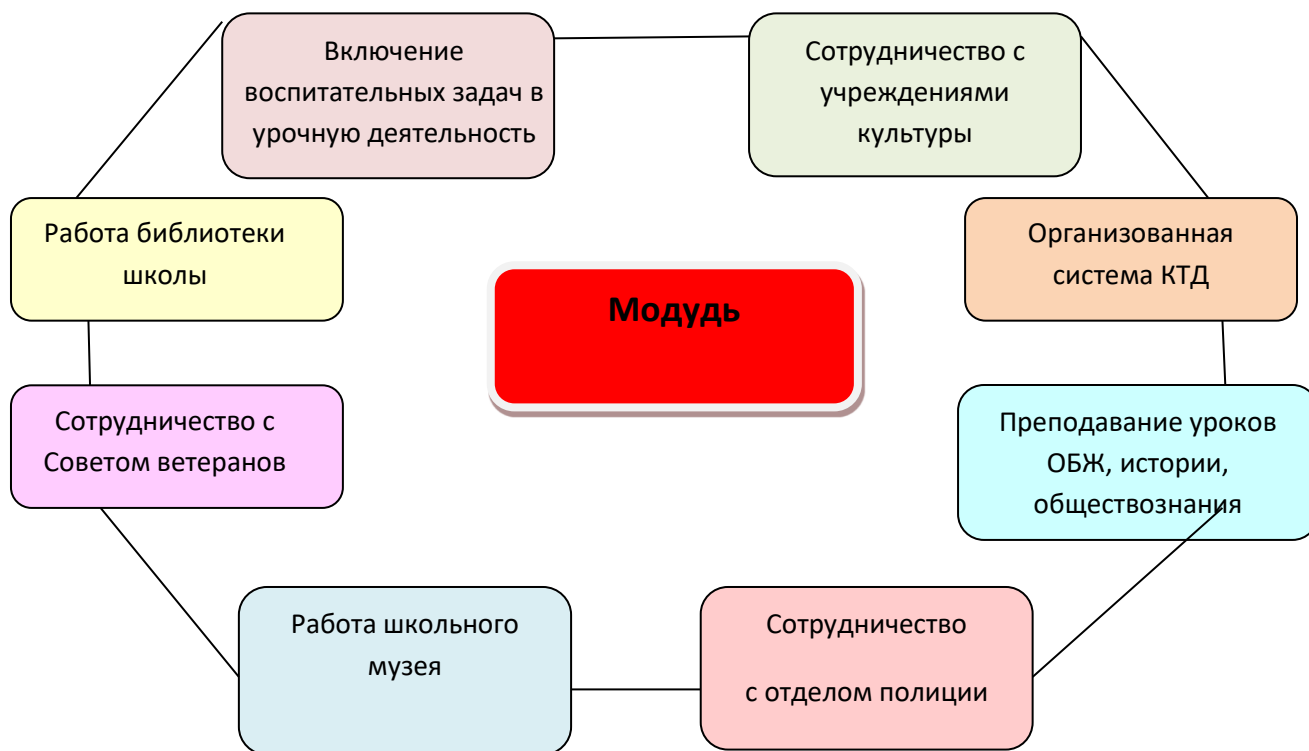 Включение
воспитательных задач в
урочную деятельность
Сотрудничество с
учреждениями
культуры
Работа библиотеки
школы
Организованная
система КТД
Модудь
Сотрудничество с
Советом ветеранов
Преподавание уроков
ОБЖ, истории,
обществознания
Работа школьного
музея
Сотрудничество
с отделом полиции